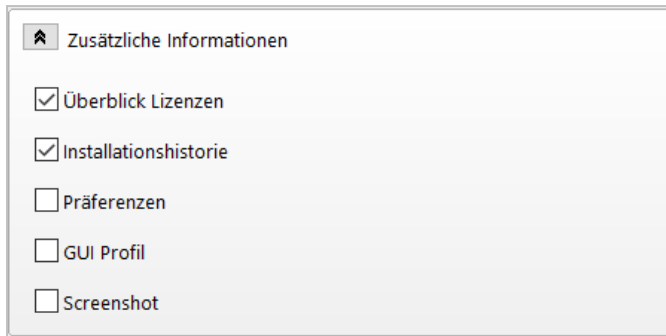 Zusätzliche Informationen
Überblick Lizenzen
Installationshistorie
Präferenzen
GUI Profil
Screenshot